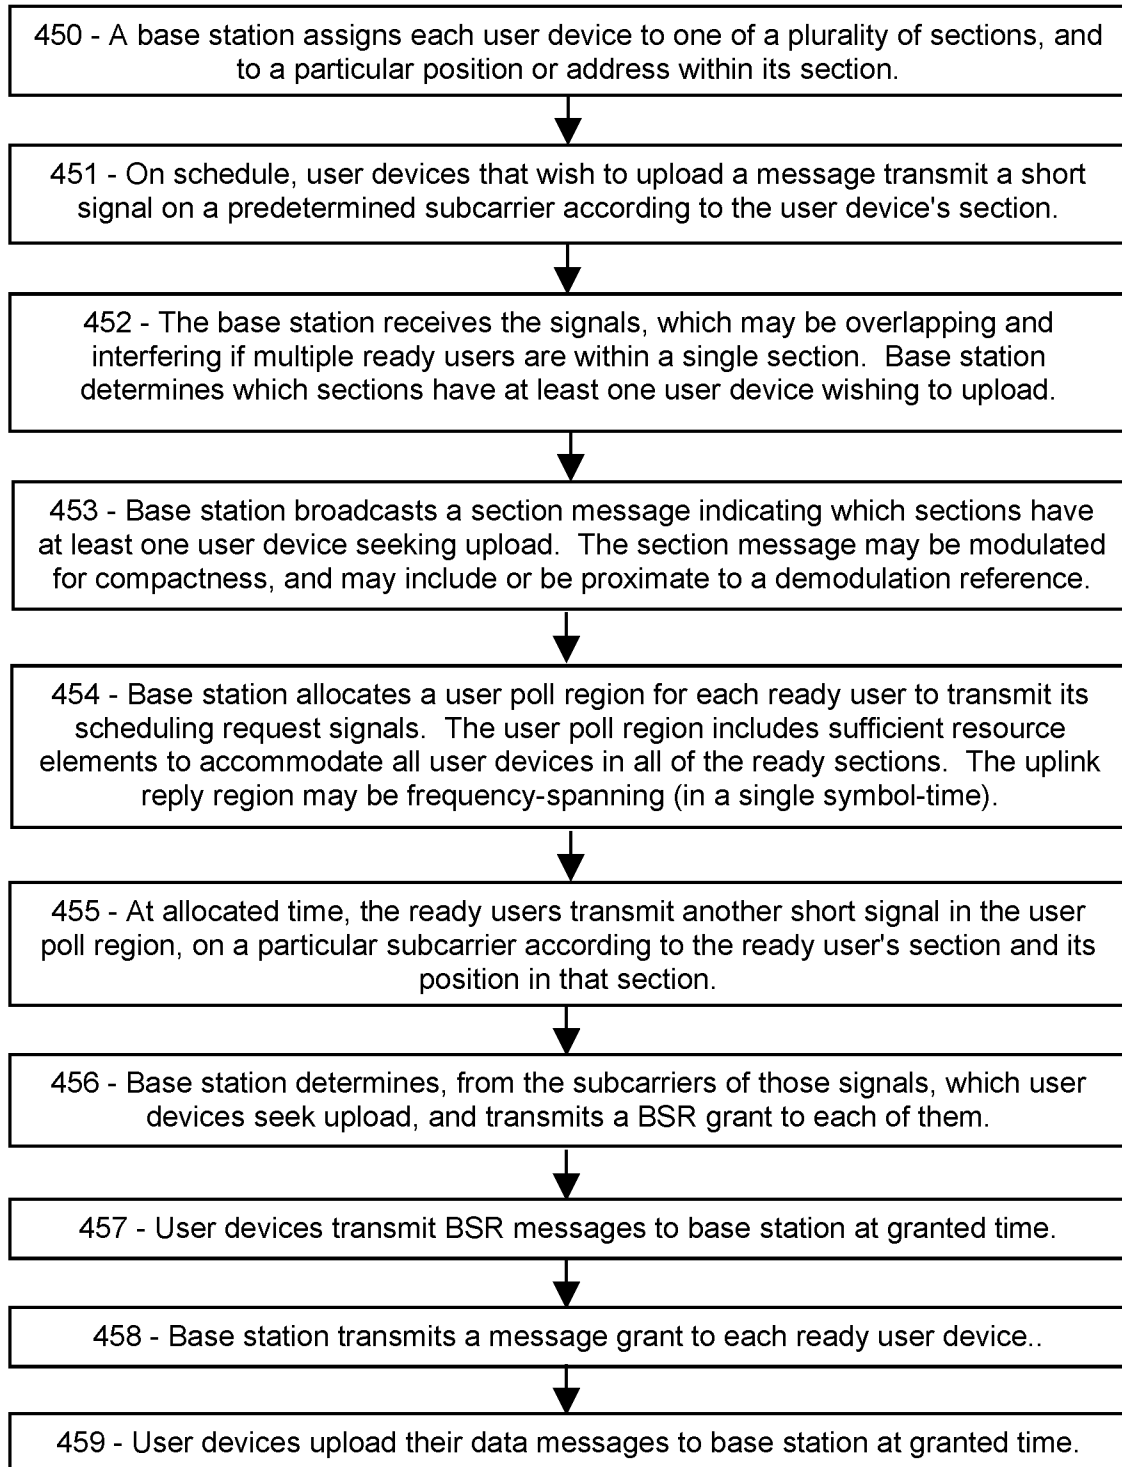 450 - A base station assigns each user device to one of a plurality of sections, and
to a particular position or address within its section.
451 - On schedule, user devices that wish to upload a message transmit a short
signal on a predetermined subcarrier according to the user device's section.
452 - The base station receives the signals, which may be overlapping and
interfering if multiple ready users are within a single section.  Base station
determines which sections have at least one user device wishing to upload.
453 - Base station broadcasts a section message indicating which sections have
at least one user device seeking upload.  The section message may be modulated
for compactness, and may include or be proximate to a demodulation reference.
454 - Base station allocates a user poll region for each ready user to transmit its
scheduling request signals.  The user poll region includes sufficient resource
elements to accommodate all user devices in all of the ready sections.  The uplink
reply region may be frequency-spanning (in a single symbol-time).
455 - At allocated time, the ready users transmit another short signal in the user
poll region, on a particular subcarrier according to the ready user's section and its
position in that section.
456 - Base station determines, from the subcarriers of those signals, which user
devices seek upload, and transmits a BSR grant to each of them.
457 - User devices transmit BSR messages to base station at granted time.
458 - Base station transmits a message grant to each ready user device..
459 - User devices upload their data messages to base station at granted time.